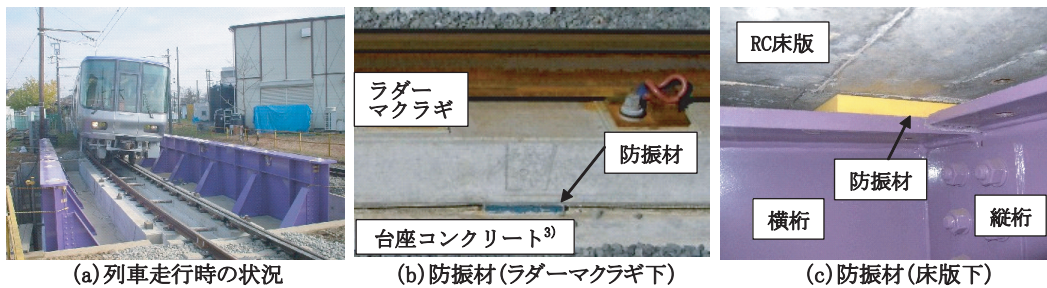 ラダー
マクラギ
防振材
台座コンクリート3)
RC床版
防振材
横桁
縦桁
(a)列車走行時の状況
(b)防振材(ラダーマクラギ下)
(c)防振材(床版下)